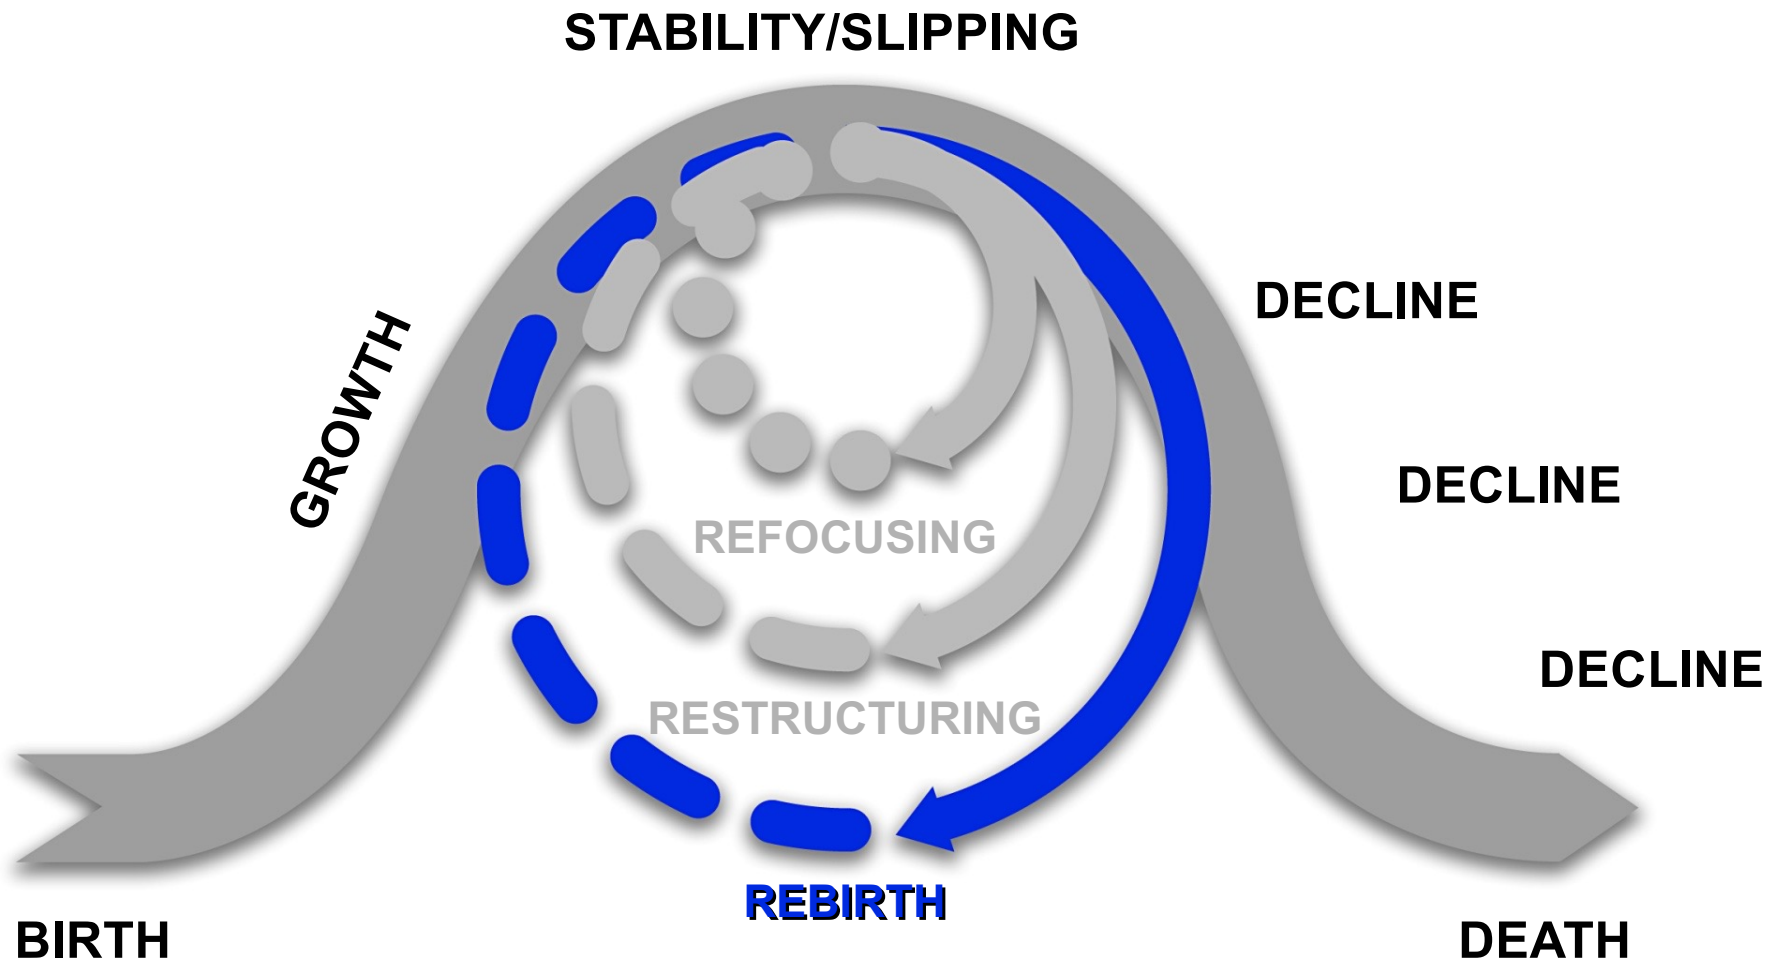 STABILITY/SLIPPING
DECLINE
GROWTH
DECLINE
REFOCUSING
DECLINE
RESTRUCTURING
REBIRTH
BIRTH
DEATH